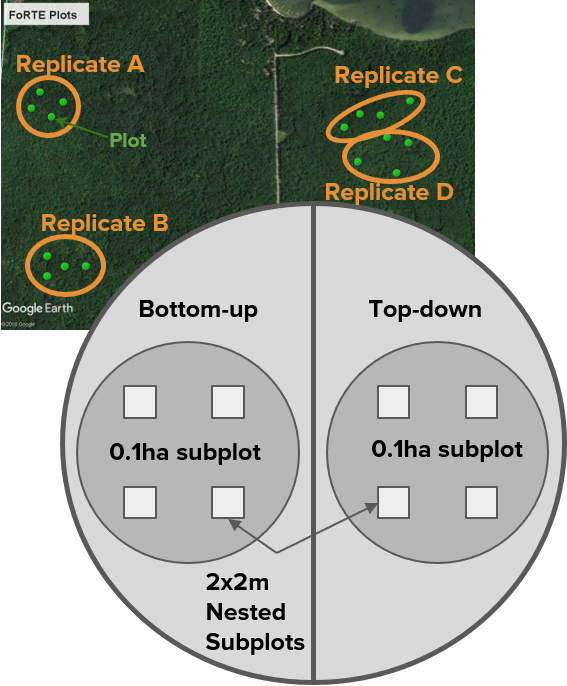 FoRTE Plots
Replicate A
Replicate C
Plot
Replicate D
Replicate B
Google Earth
©2018 Google
Bottom-up
Top-down
0.1ha subplot
0.1ha subplot
2x2m
Nested
Subplots